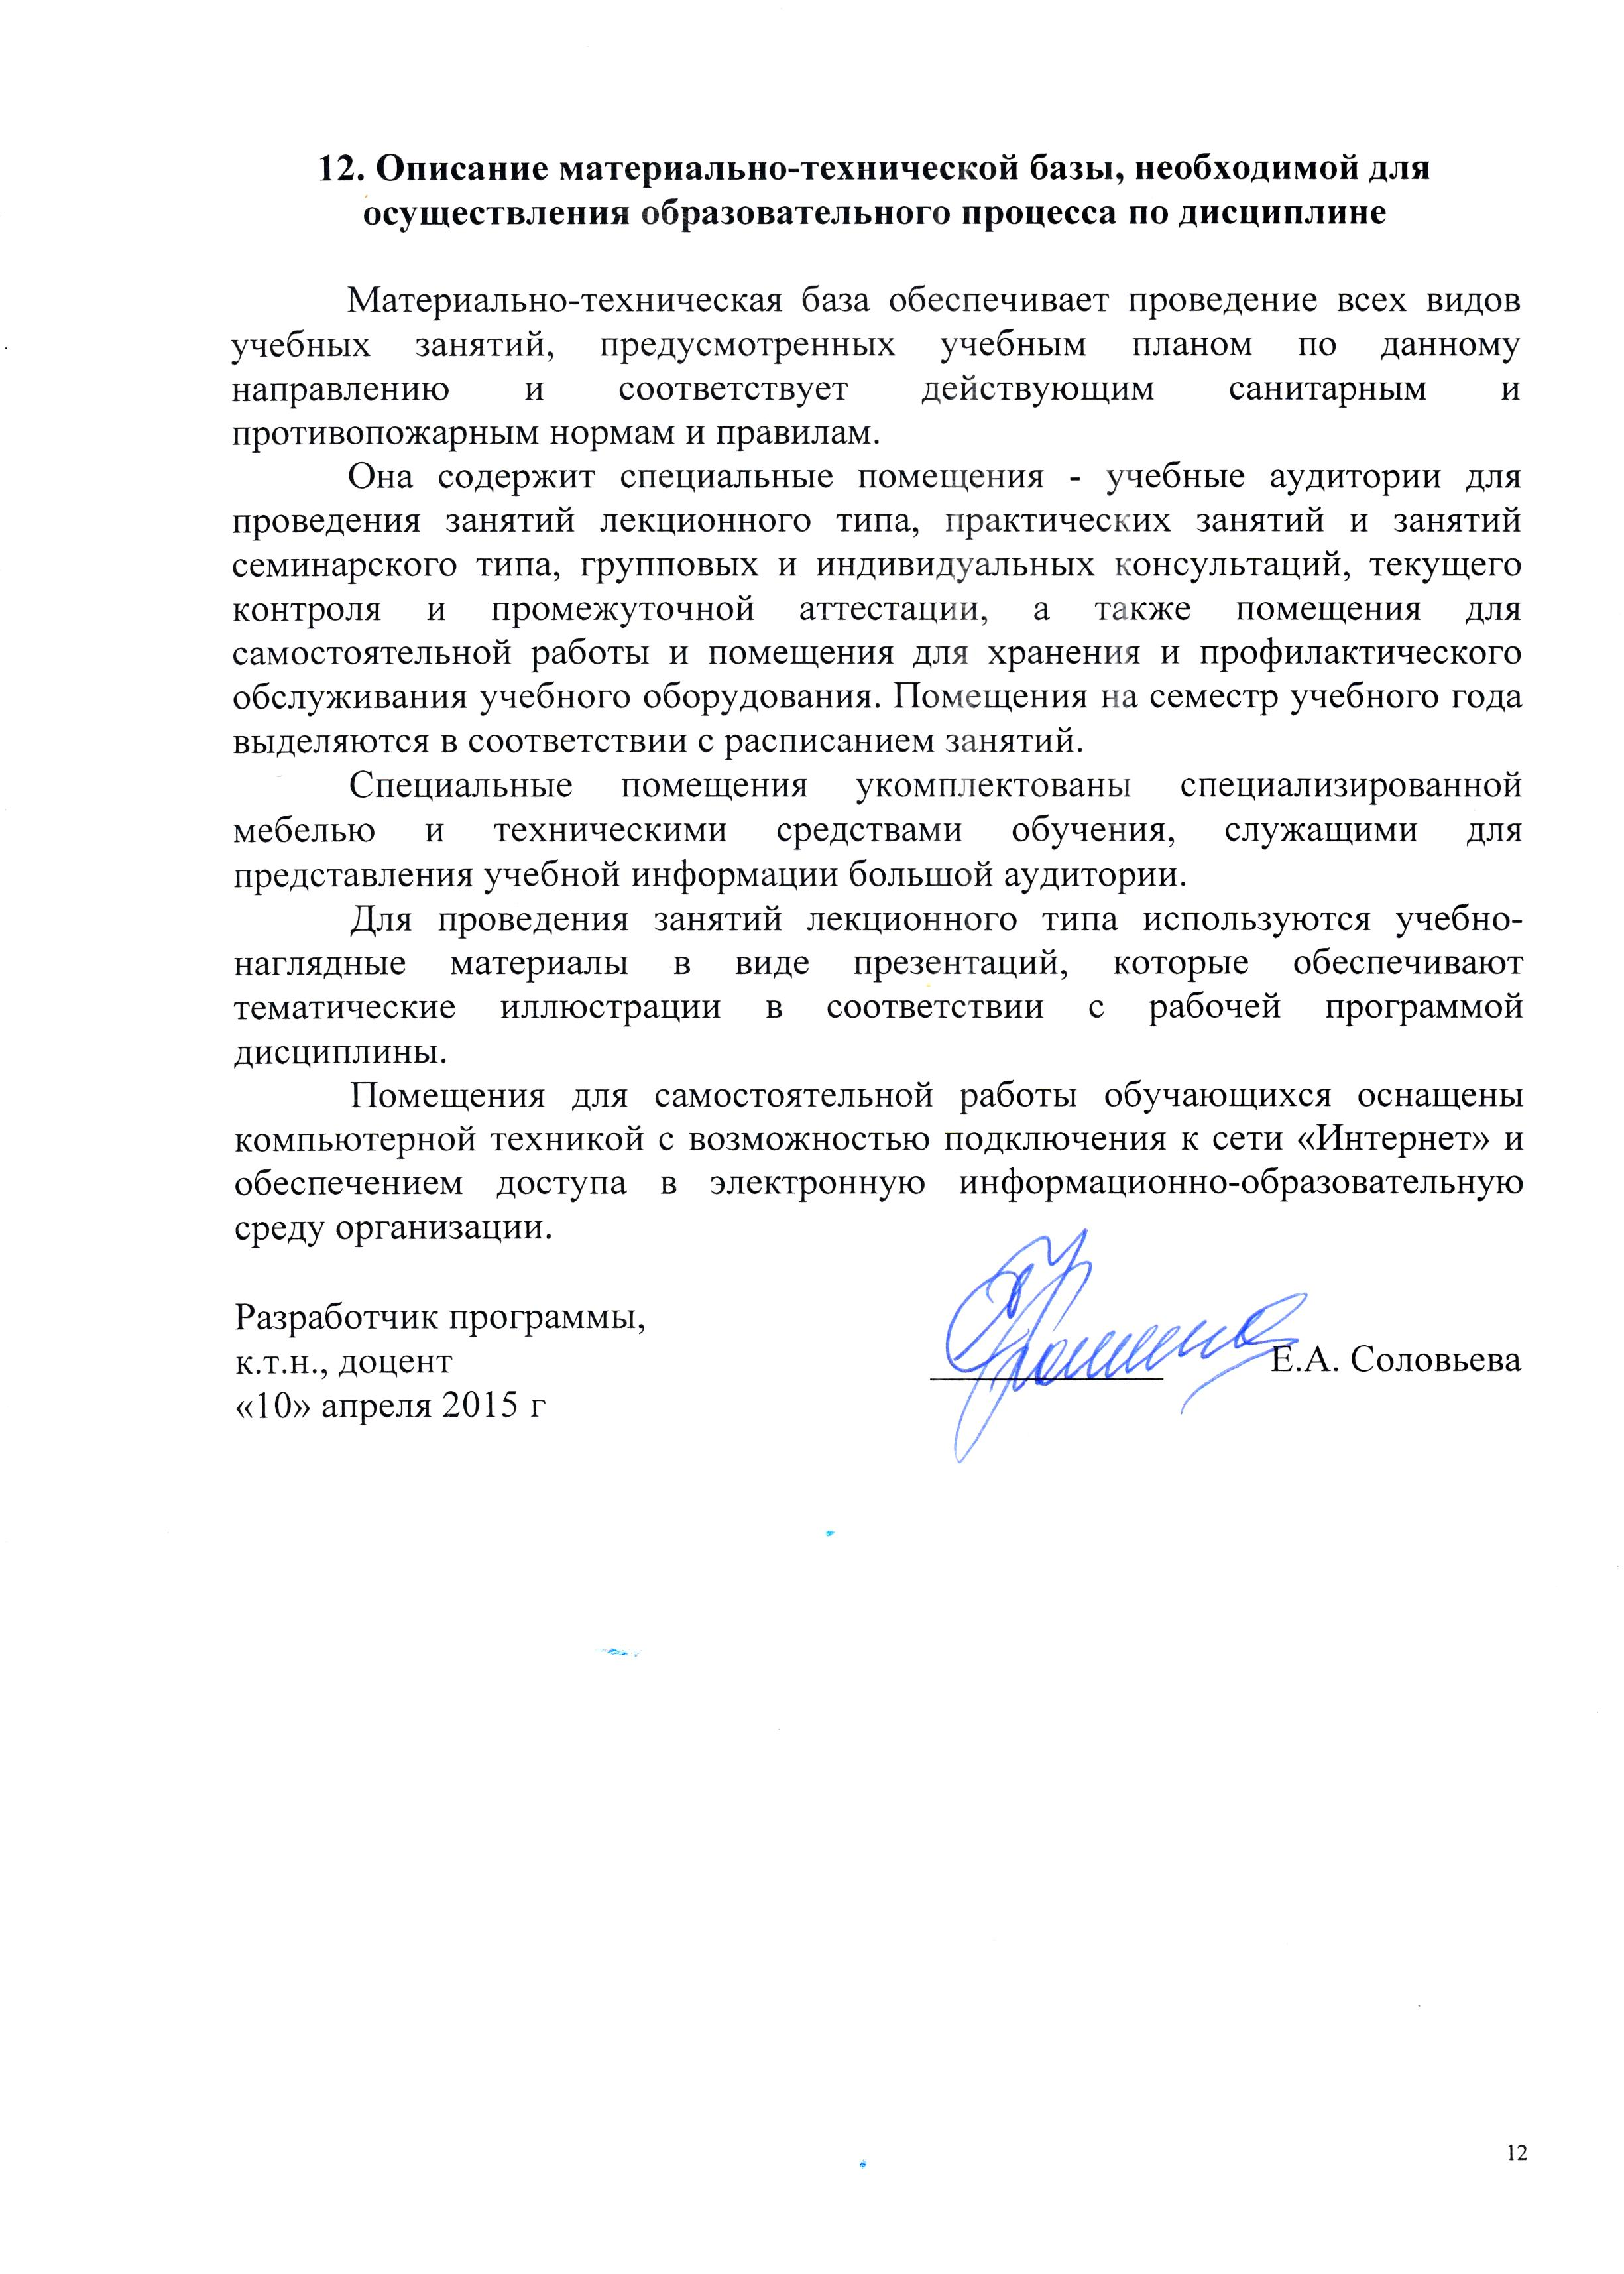 12. Описание материально-технической базы, необходимой для
осуществления образовательного процесса по дисциплине
Материально-техническая база обеспечивает проведение всех видов
учебных занятий, предусмотренных учебным планом по данному
направлению и соответствует действующим санитарным и
противопожарным нормам и правилам.
Она содержит специальные помещения - учебные аудитории для
проведения занятий лекционного типа, практических занятий и занятий
семинарского типа, групповых и индивидуальных консультаций, текущего
контроля и промежуточной аттестации, а также помещения для
самостоятельной работы и помещения для хранения и профилактического
обслуживания учебного оборудования. Помещения на семестр учебного года
выделяются в соответствии с расписанием занятий.
Специальные помещения укомплектованы специализированной
мебелью и техническими средствами обучения, служащими для
представления учебной информации большой аудитории.
Для проведения занятий лекционного типа используются учебно-
наглядные материалы в виде презентаций, которые обеспечивают
тематические иллюстрации в соответствии с рабочей программой
дисциплины.
Помещения для самостоятельной работы обучающихся оснащены
компьютерной техникой с возможностью подключения к сети «Интернет» и
обеспечением доступа в электронную информационно-образовательную
среду организации.
Разработчик программы,
к.т.н., доцент Е.А. Соловьева
«10» апреля 2015 г
12